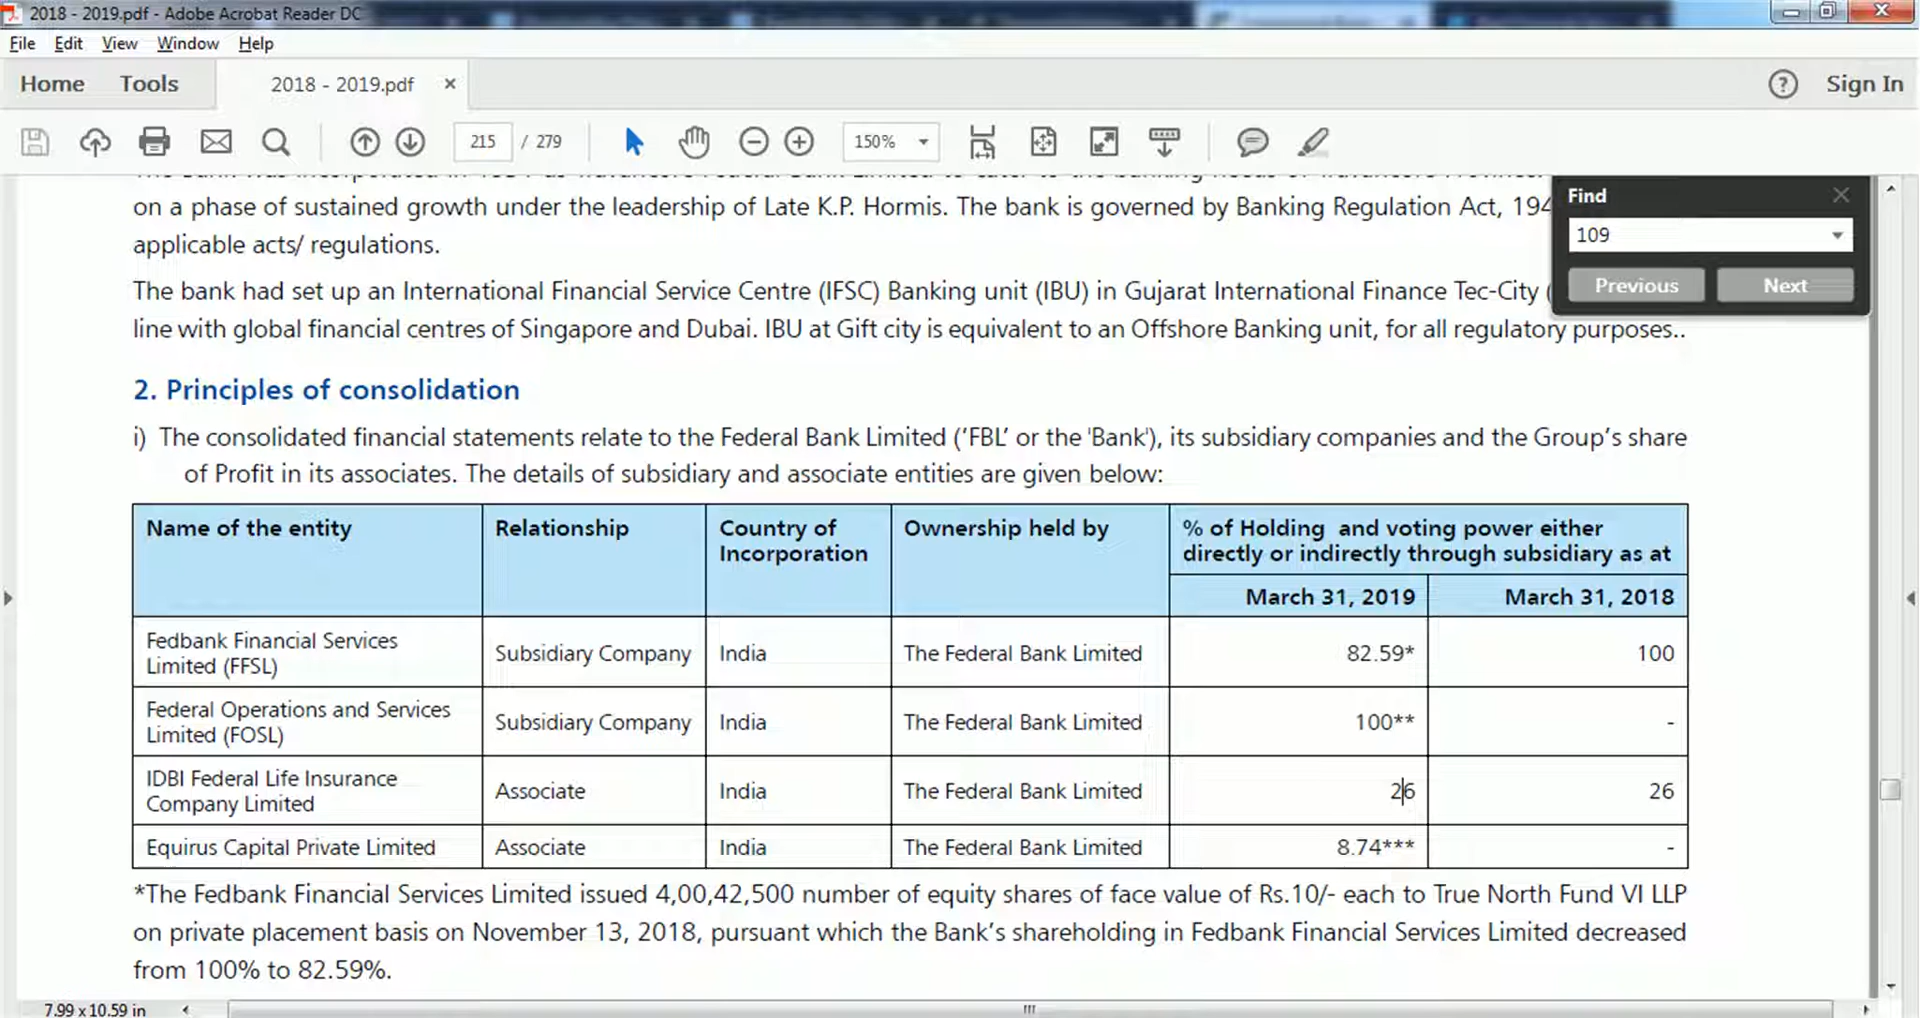 2018 - 2019.pdf - Adobe Acrobat Reader DC
File Edit View Window Help
Home Tools 2018 - 2019.pdf × Sign In
215 / 279 150%
Find
109
Previous Next
on a phase of sustained growth under the leadership of Late K.P. Hormis. The bank is governed by Banking Regulation Act, 194
applicable acts/ regulations.
The bank had set up an International Financial Service Centre (IFSC) Banking unit (IBU) in Gujarat International Finance Tec-City (
line with global financial centres of Singapore and Dubai. IBU at Gift city is equivalent to an Offshore Banking unit, for all regulatory purposes..
2. Principles of consolidation
i) The consolidated financial statements relate to the Federal Bank Limited (‘FBL’ or the 'Bank'), its subsidiary companies and the Group’s share
of Profit in its associates. The details of subsidiary and associate entities are given below:
Name of the entity Relationship Country of Incorporation Ownership held by % of Holding and voting power either
directly or indirectly through subsidiary as at
March 31, 2019 March 31, 2018
Fedbank Financial Services
Limited (FFSL) Subsidiary Company India The Federal Bank Limited 82.59* 100
Federal Operations and Services
Limited (FOSL) Subsidiary Company India The Federal Bank Limited 100** -
IDBI Federal Life Insurance
Company Limited Associate India The Federal Bank Limited 26 26
Equirus Capital Private Limited Associate India The Federal Bank Limited 8.74*** -
*The Fedbank Financial Services Limited issued 4,00,42,500 number of equity shares of face value of Rs.10/- each to True North Fund VI LLP
on private placement basis on November 13, 2018, pursuant which the Bank’s shareholding in Fedbank Financial Services Limited decreased
from 100% to 82.59%.
7.99 x 10.59 in